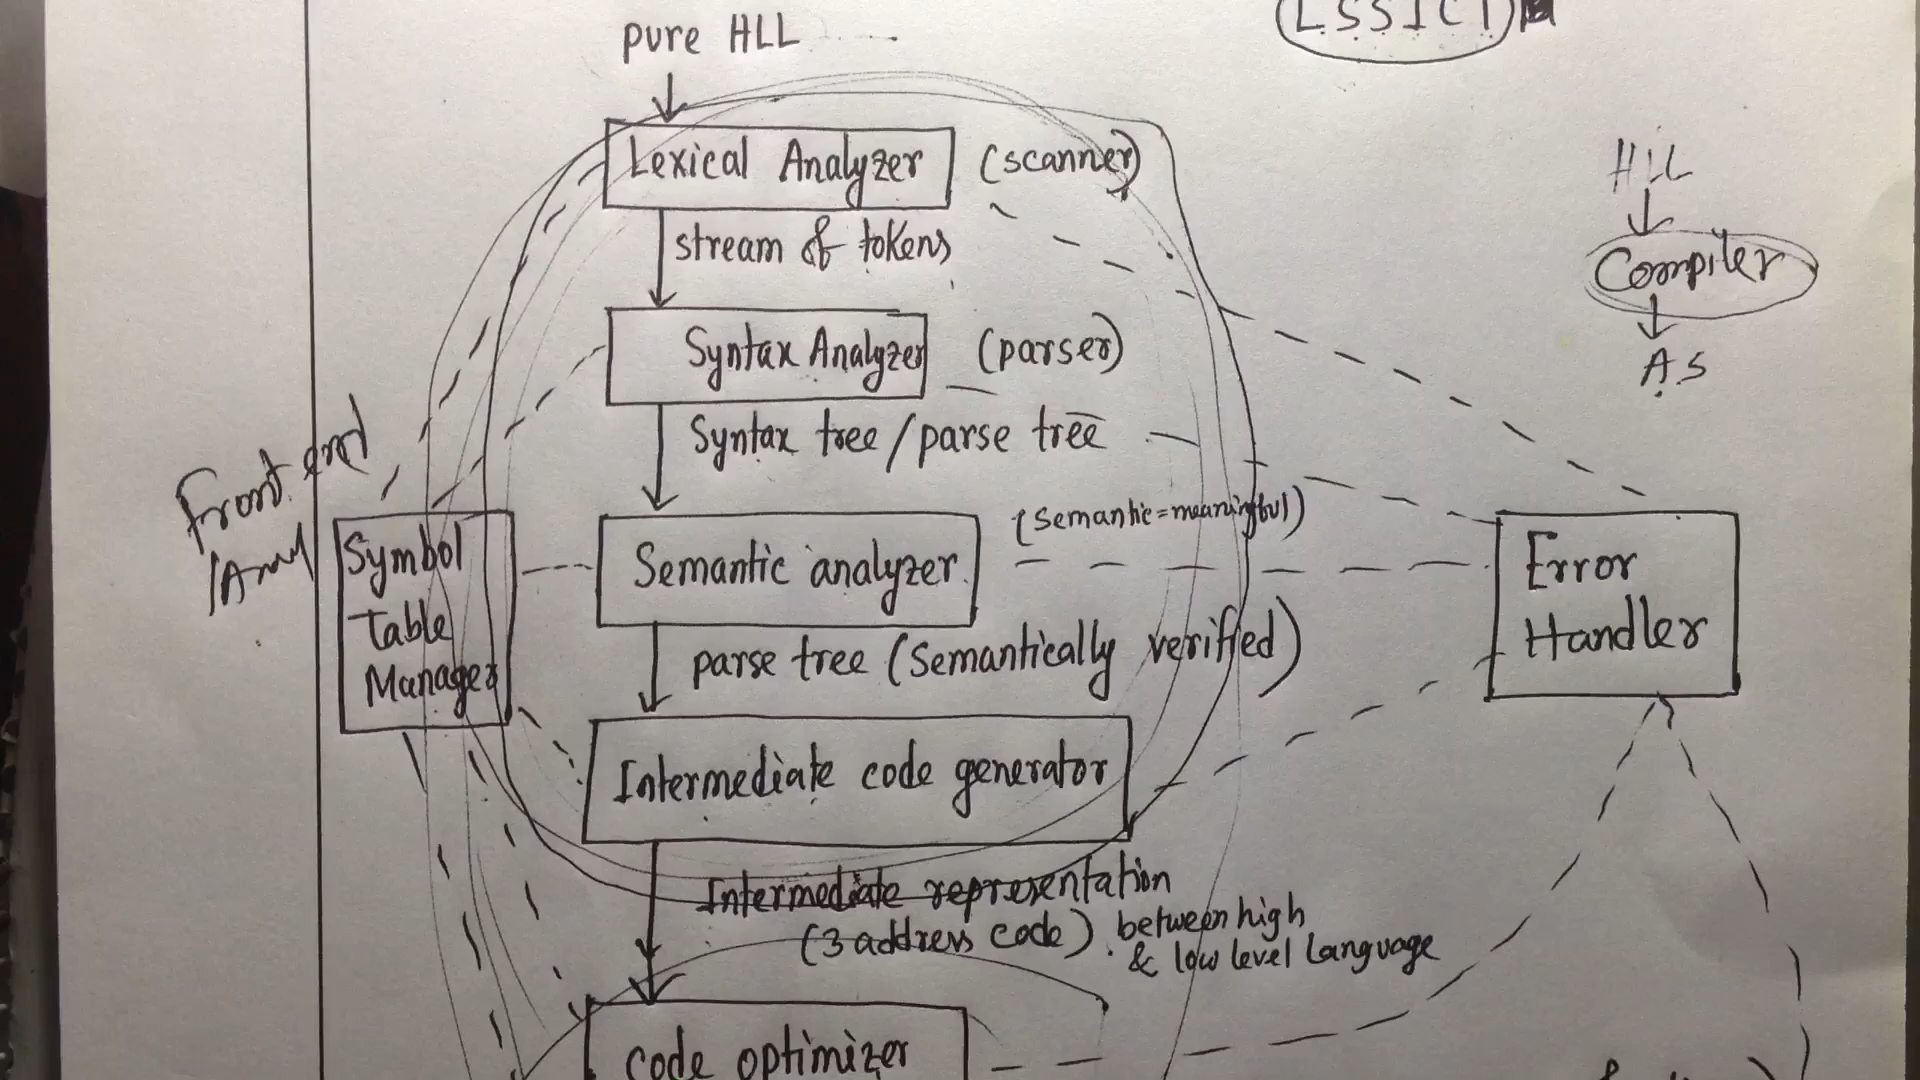 pure HLL
LSSICT
Lexical Analyzer (scanner)
HLL
stream of tokens
Compiler
Syntax Analyzer (parser)
A.S
Syntax tree / parse tree
Front end
(semantic = meaningful)
Symbol
Table
Manager
Semantic analyzer
Error
Handler
parse tree (semantically verified)
Intermediate code generator
Intermediate representation
(3 address code) between high
& low level language
code optimizer